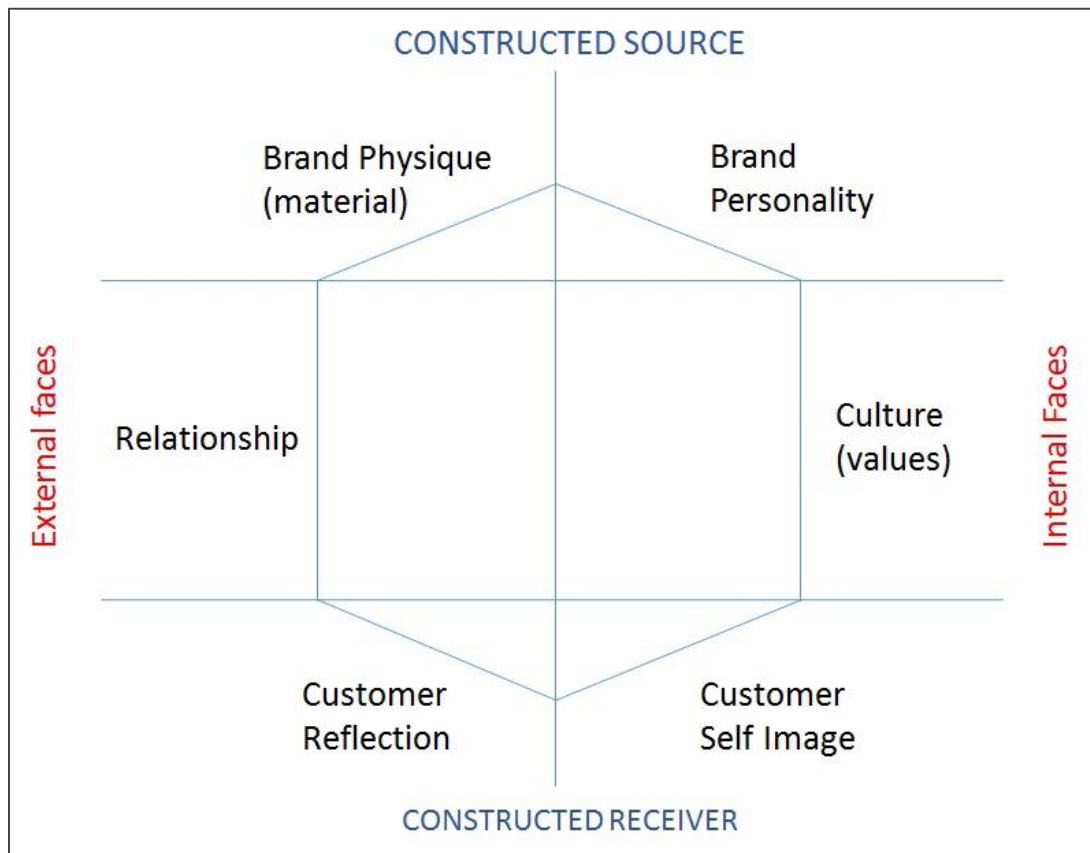 CONSTRUCTED SOURCE
Brand Physique
(material)
Brand
Personality
External faces
Relationship
Culture
(values)
Internal Faces
Customer
Reflection
Customer
Self Image
CONSTRUCTED RECEIVER